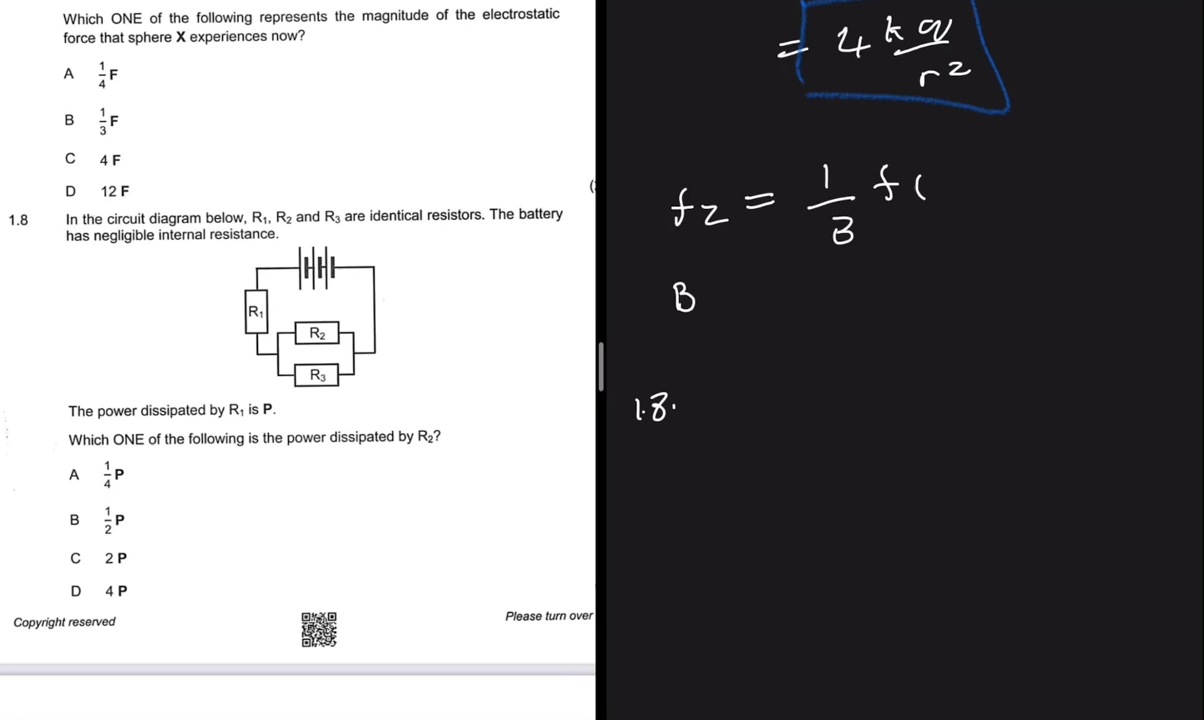 Which ONE of the following represents the magnitude of the electrostatic
force that sphere X experiences now?
A 1/4 F
B 1/3 F
C 4 F
D 12 F
1.8 In the circuit diagram below, R₁, R₂ and R₃ are identical resistors. The battery
has negligible internal resistance.
R₁
R₂
R₃
The power dissipated by R₁ is P.
Which ONE of the following is the power dissipated by R₂?
A 1/4 P
B 1/2 P
C 2 P
D 4 P
Copyright reserved
Please turn over
= 4 kq/r²
f2 = 1/3 f(
B
1.8.